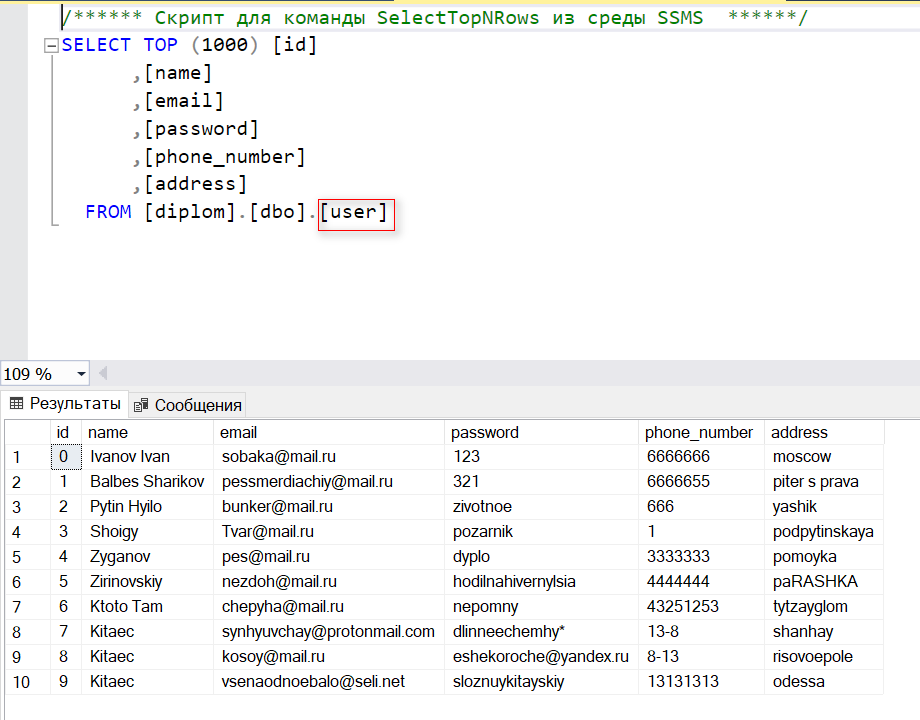 /****** Скрипт для команды SelectTopNRows из среды SSMS  ******/
SELECT TOP (1000) [id]
,[name]
,[email]
,[password]
,[phone_number]
,[address]
FROM [diplom].[dbo].[user]
109 %
Результаты Сообщения
id name email password phone_number address
1 0 Ivanov Ivan sobaka@mail.ru 123 6666666 moscow
2 1 Balbes Sharikov pessmerdiachiy@mail.ru 321 6666655 piter s prava
3 2 Pytin Hyilo bunker@mail.ru zivotnoe 666 yashik
4 3 Shoigy Tvar@mail.ru pozarnik 1 podpytinskaya
5 4 Zyganov pes@mail.ru dyplo 3333333 pomoyka
6 5 Zirinovskiy nezdoh@mail.ru hodilnahivernylsia 4444444 paRASHKA
7 6 Ktoto Tam chepyha@mail.ru nepomny 43251253 tytzayglom
8 7 Kitaec synhyuvchay@protonmail.com dlinneechemhy* 13-8 shanhay
9 8 Kitaec kosoy@mail.ru eshekoroche@yandex.ru 8-13 risovoepole
10 9 Kitaec vsenaodnoebalo@seli.net sloznuykitayskiy 13131313 odessa